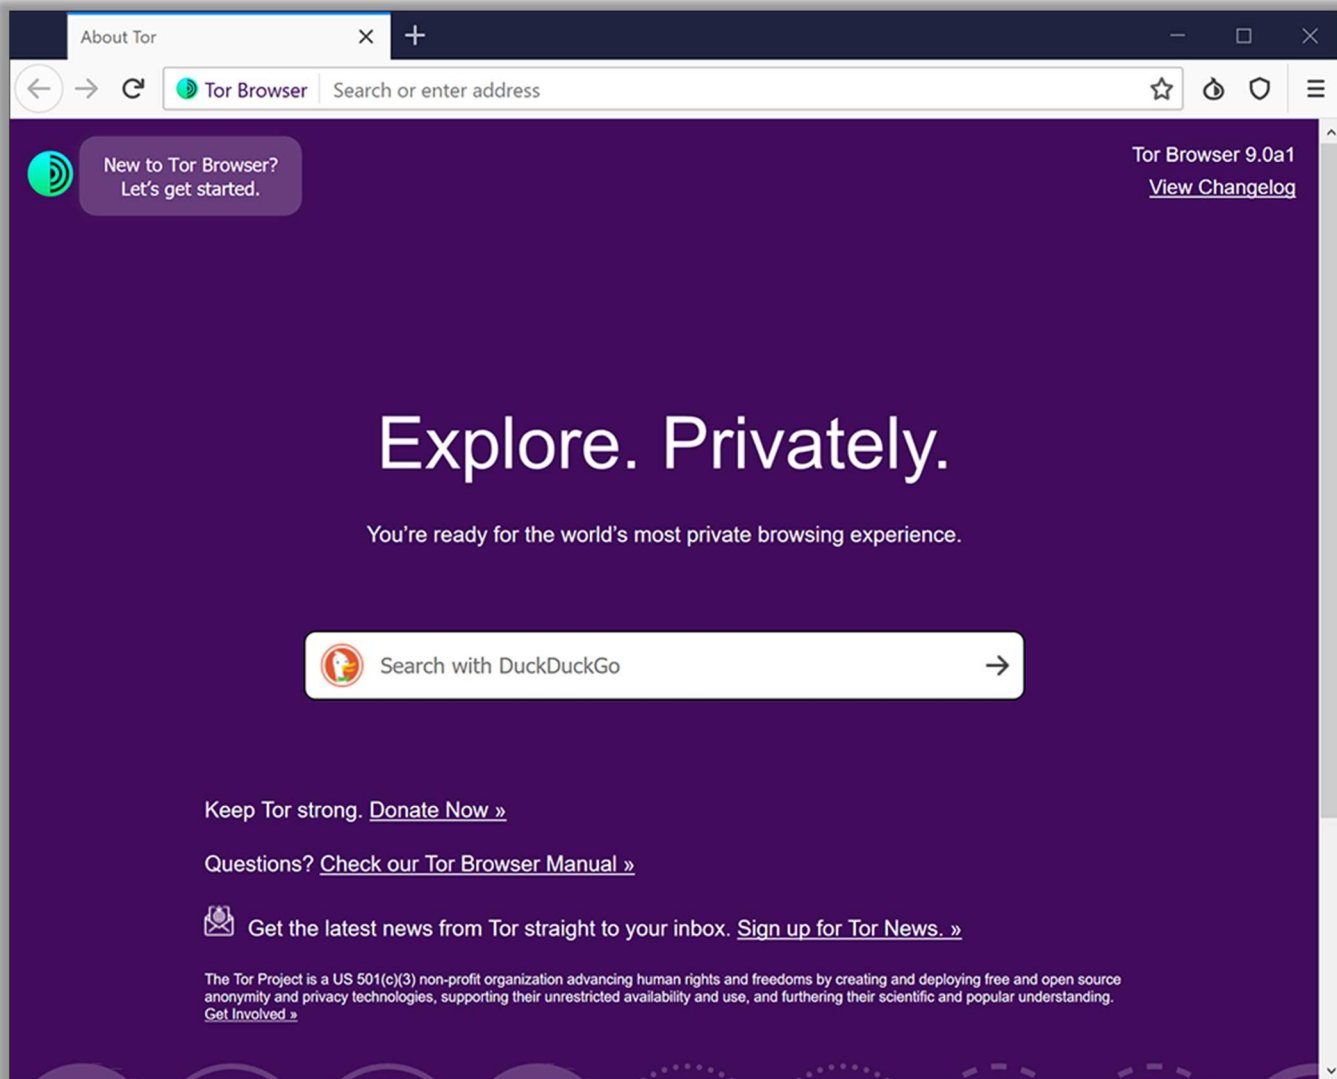 About Tor
Tor Browser
Search or enter address
New to Tor Browser?
Let’s get started.
Tor Browser 9.0a1
View Changelog
Explore. Privately.
You’re ready for the world’s most private browsing experience.
Search with DuckDuckGo
Keep Tor strong. Donate Now »
Questions? Check our Tor Browser Manual »
Get the latest news from Tor straight to your inbox. Sign up for Tor News. »
The Tor Project is a US 501(c)(3) non-profit organization advancing human rights and freedoms by creating and deploying free and open source
anonymity and privacy technologies, supporting their unrestricted availability and use, and furthering their scientific and popular understanding.
Get Involved »